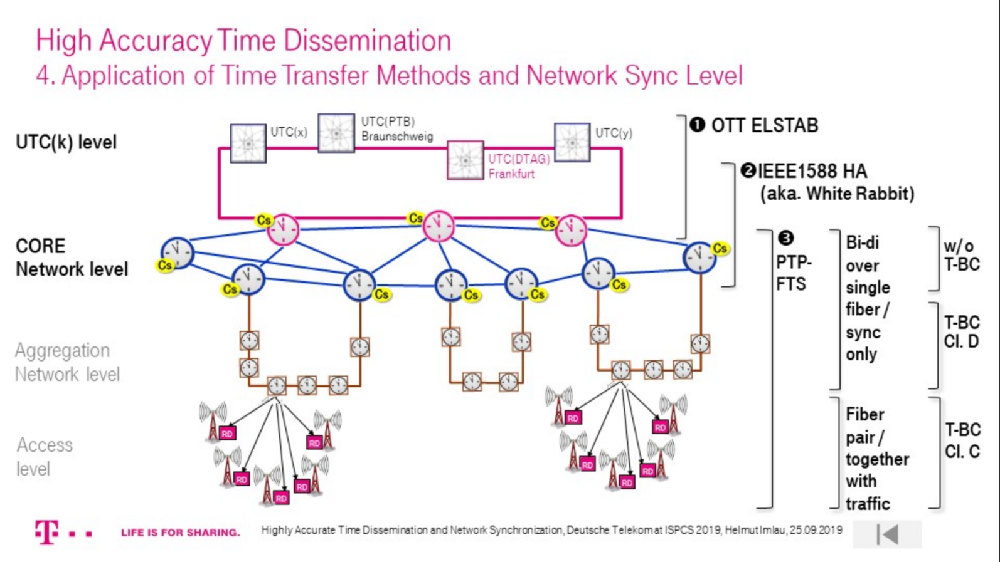 High Accuracy Time Dissemination
4. Application of Time Transfer Methods and Network Sync Level
UTC(k) level
UTC(x)
UTC(PTB)
Braunschweig
UTC(DTAG)
Frankfurt
UTC(y)
❶ OTT ELSTAB
❷IEEE1588 HA
(aka. White Rabbit)
CORE
Network level
Cs
Cs
Cs
Cs
Cs
Cs
Cs
Cs
Cs
Cs
❸
PTP-
FTS
Bi-di
over
single
fiber /
sync
only
w/o
T-BC
T-BC
Cl. D
Aggregation
Network level
Access
level
RD
RD
RD
RD
RD
RD
RD
RD
RD
RD
RD
Fiber
pair /
together
with
traffic
T-BC
Cl. C
T
LIFE IS FOR SHARING.
Highly Accurate Time Dissemination and Network Synchronization, Deutsche Telekom at ISPCS 2019, Helmut Imlau, 25.09.2019